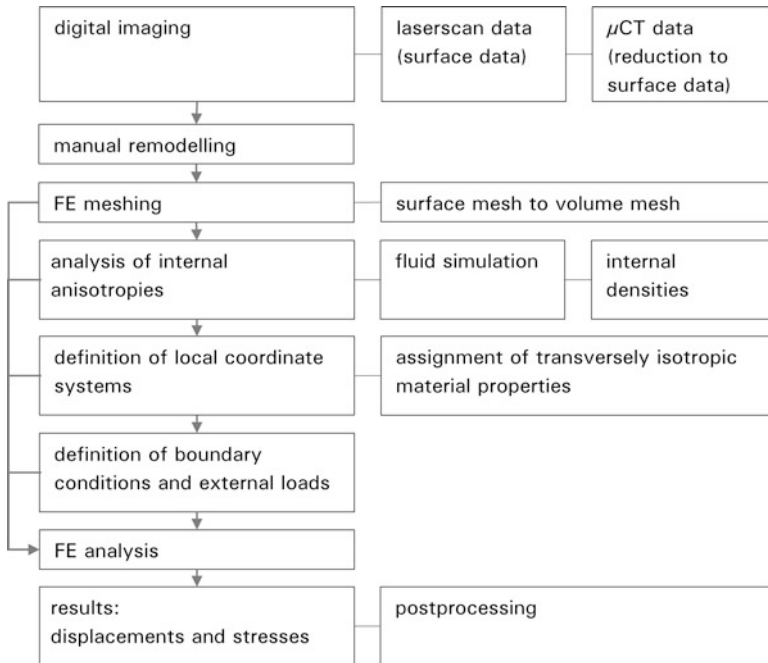 digital imaging
laserscan data
(surface data)
µCT data
(reduction to
surface data)
manual remodelling
FE meshing
surface mesh to volume mesh
analysis of internal
anisotropies
fluid simulation
internal
densities
definition of local coordinate
systems
assignment of transversely isotropic
material properties
definition of boundary
conditions and external loads
FE analysis
results:
displacements and stresses
postprocessing